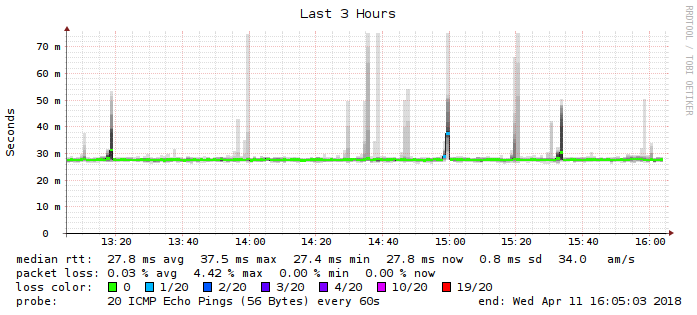 Last 3 Hours
RRDTOOL / TOBI OETIKER
Seconds
70 m
60 m
50 m
40 m
30 m
20 m
10 m
0
13:20 13:40 14:00 14:20 14:40 15:00 15:20 15:40 16:00
median rtt: 27.8 ms avg 37.5 ms max 27.4 ms min 27.8 ms now 0.8 ms sd 34.0 am/s
packet loss: 0.03 % avg 4.42 % max 0.00 % min 0.00 % now
loss color: 0 1/20 2/20 3/20 4/20 10/20 19/20
probe: 20 ICMP Echo Pings (56 Bytes) every 60s end: Wed Apr 11 16:05:03 2018